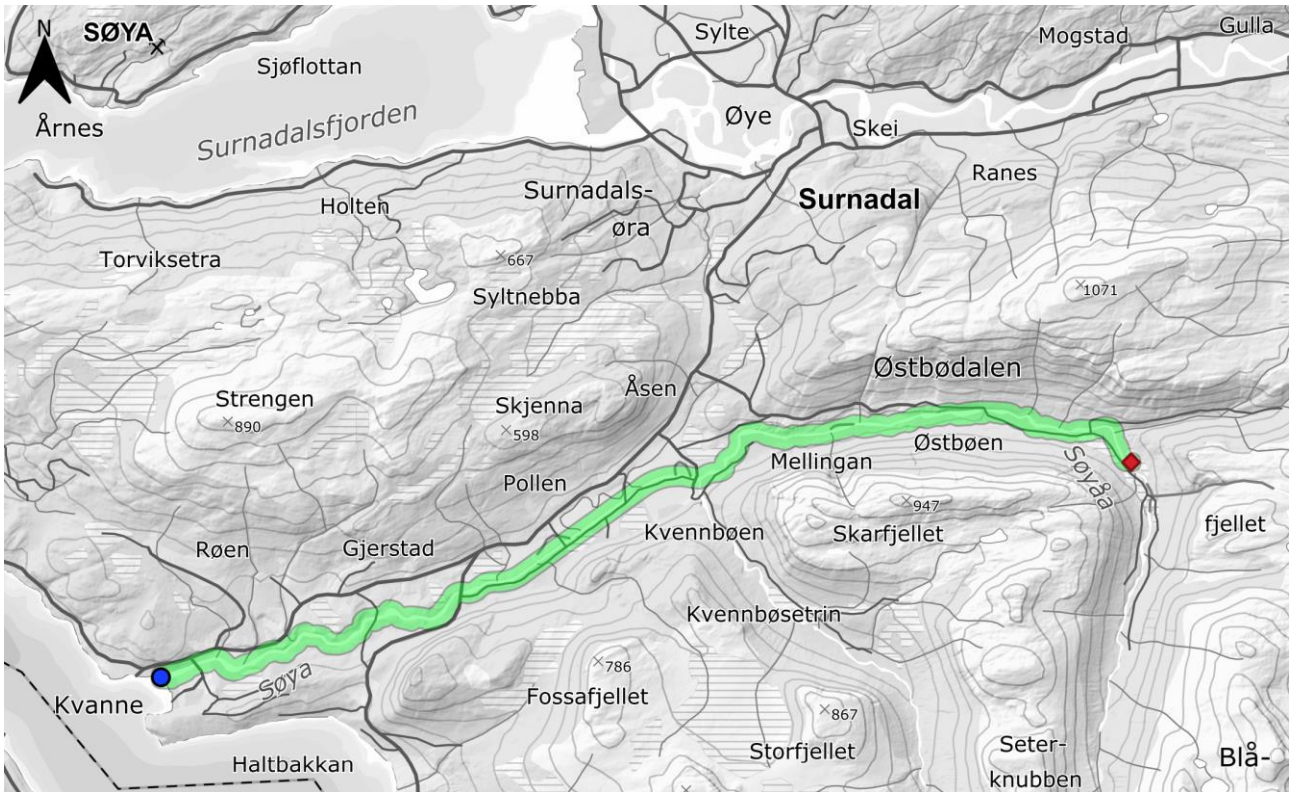 N
SØYA
Sjøflottan
Årnes
Surnadalsfjorden
Sylte
Mogstad
Gulla
Øye
Skei
Ranes
Holten
Surnadals-
øra
Surnadal
Torviksetra
667
Syltnebba
1071
Østbødalen
Strengen
890
Åsen
Skjenna
598
Pollen
Mellingan
Østbøen
Søyåa
947
Skarfjellet
fjellet
Røen
Gjerstad
Kvennbøen
Kvennbøsetrin
Søya
Kvanne
786
Fossafjellet
867
Storfjellet
Haltbakkan
Seter-
knubben
Blå-